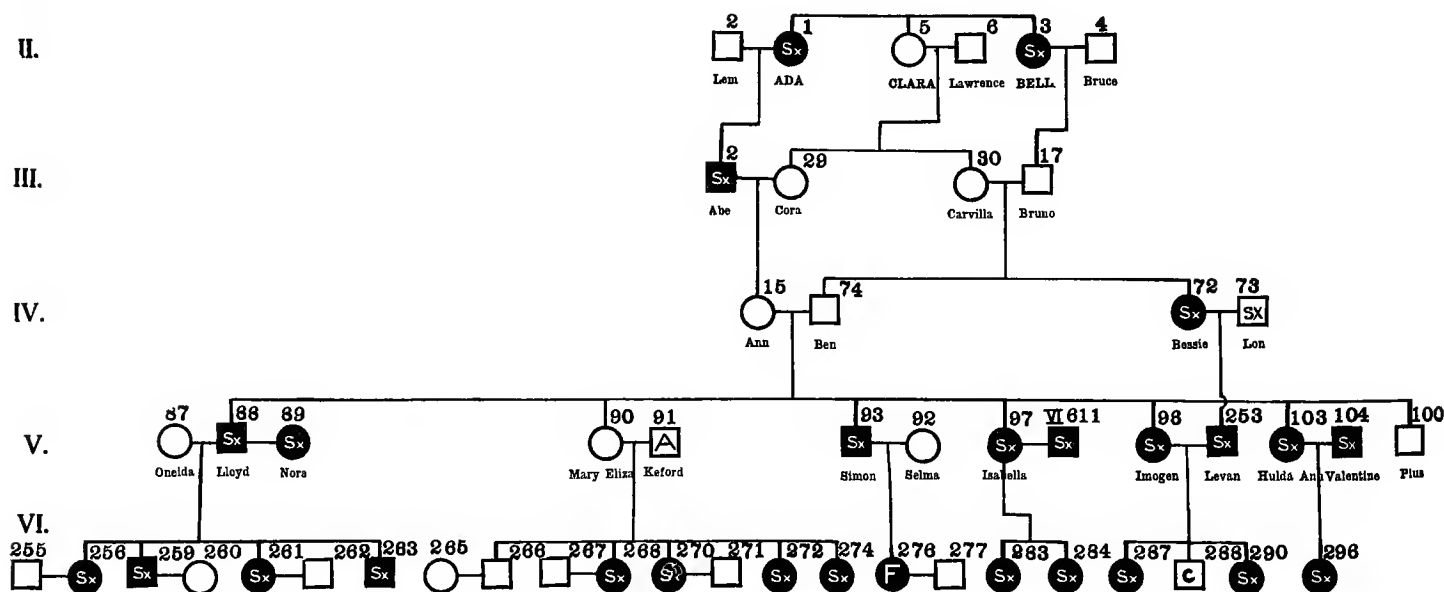 2 1 5 6 3 4
II. Sx Sx
Lem ADA CLARA Lawrence BELL. Bruce
2 29 30 17
III. Sx
Abe Cora Carvilla Bruno
15 74 72 73
IV. Sx SX
Ann Ben Bessie Lon
87 88 89 90 91 93 92 97 VI 611 98 253 103 104 100
V. Sx Sx A Sx Sx Sx Sx Sx Sx Sx
Oneida Lloyd Nora Mary Eliza Keford Simon Selma Isabella Imogen Levan Hulda Ann Valentine Pius
VI.
255 256 259 260 261 262 263 265 266 267 268 270 271 272 274 276 277 283 284 287 288 290 296
Sx Sx Sx Sx Sx Sx Sx F Sx Sx Sx C Sx Sx